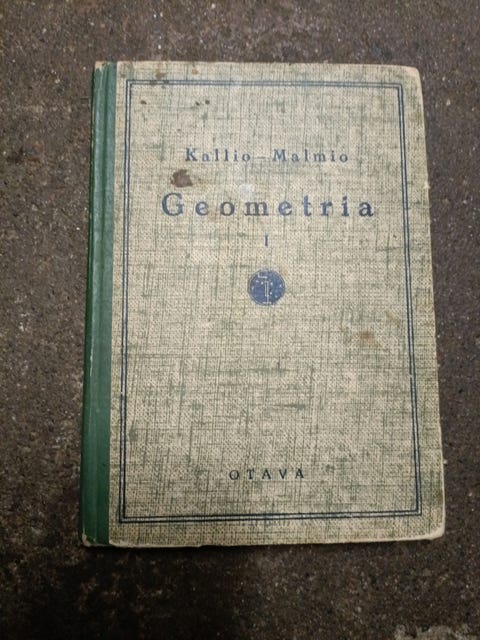 Kallio-Malmio
Geometria
I
OTAVA